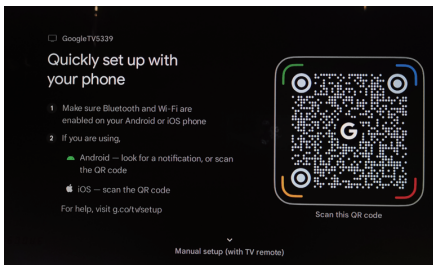 GoogleTV5339
Quickly set up with
your phone
1 Make sure Bluetooth and Wi-Fi are
enabled on your Android or iOS phone
2 If you are using,
Android — look for a notification, or scan
the QR code
iOS — scan the QR code
For help, visit g.co/tv/setup
G
Scan this QR code
Manual setup (with TV remote)